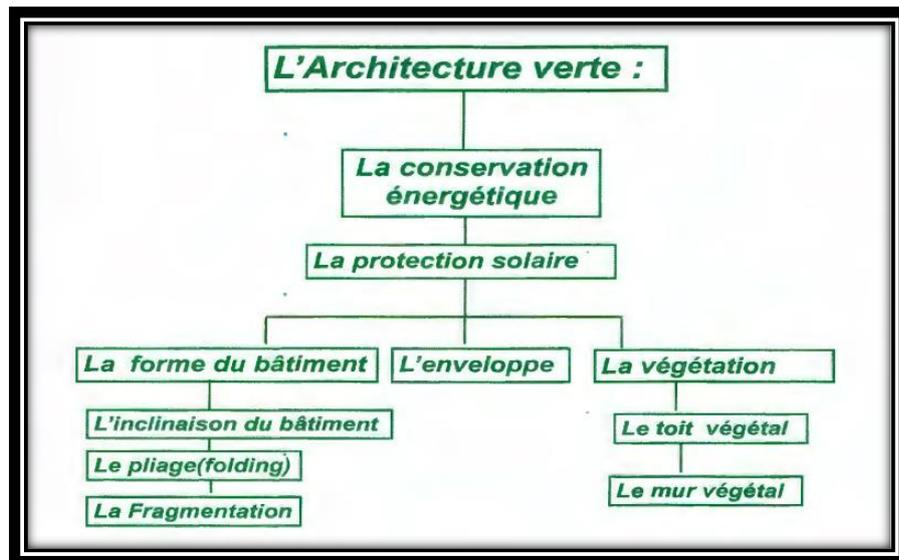 L'Architecture verte :
La conservation
énergétique
La protection solaire
La forme du bâtiment
L'enveloppe
La végétation
L'inclinaison du bâtiment
Le pliage(folding)
La Fragmentation
Le toit végétal
Le mur végétal